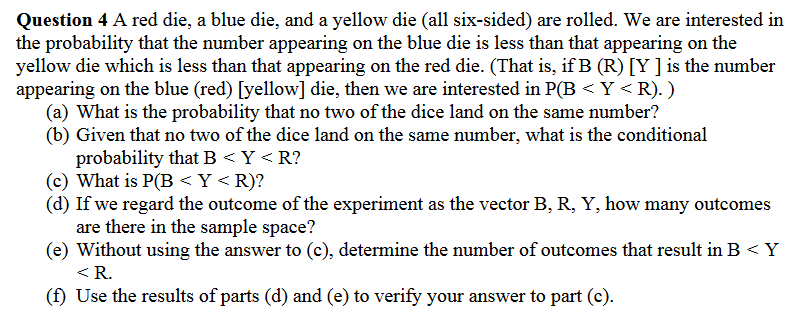 Question 4 A red die, a blue die, and a yellow die (all six-sided) are rolled. We are interested in
the probability that the number appearing on the blue die is less than that appearing on the
yellow die which is less than that appearing on the red die. (That is, if B (R) [Y ] is the number
appearing on the blue (red) [yellow] die, then we are interested in P(B < Y < R). )
(a) What is the probability that no two of the dice land on the same number?
(b) Given that no two of the dice land on the same number, what is the conditional
probability that B < Y < R?
(c) What is P(B < Y < R)?
(d) If we regard the outcome of the experiment as the vector B, R, Y, how many outcomes
are there in the sample space?
(e) Without using the answer to (c), determine the number of outcomes that result in B < Y
< R.
(f) Use the results of parts (d) and (e) to verify your answer to part (c).